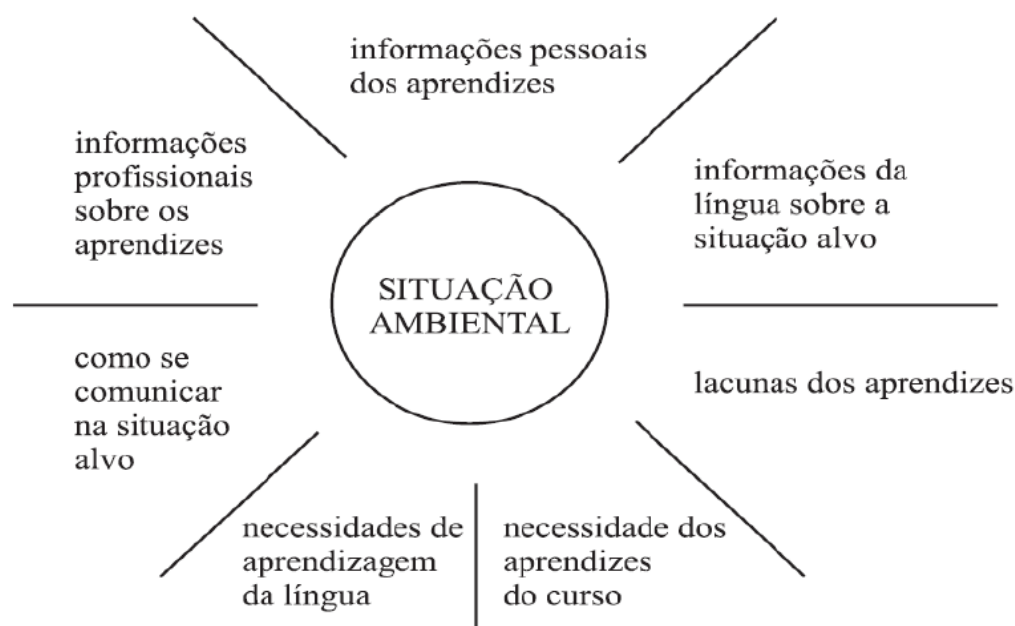 informações pessoais
dos aprendizes
informações
profissionais
sobre os
aprendizes
informações da
língua sobre a
situação alvo
SITUAÇÃO
AMBIENTAL
como se
comunicar
na situação
alvo
lacunas dos aprendizes
necessidades de
aprendizagem
da língua
necessidade dos
aprendizes
do curso